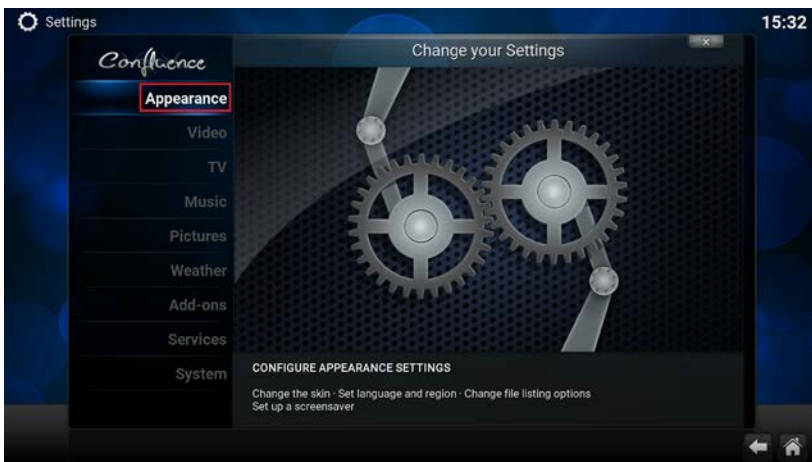 Settings
15:32
Confluence
Change your Settings
Appearance
Video
TV
Music
Pictures
Weather
Add-ons
Services
System
CONFIGURE APPEARANCE SETTINGS
Change the skin · Set language and region · Change file listing options
Set up a screensaver